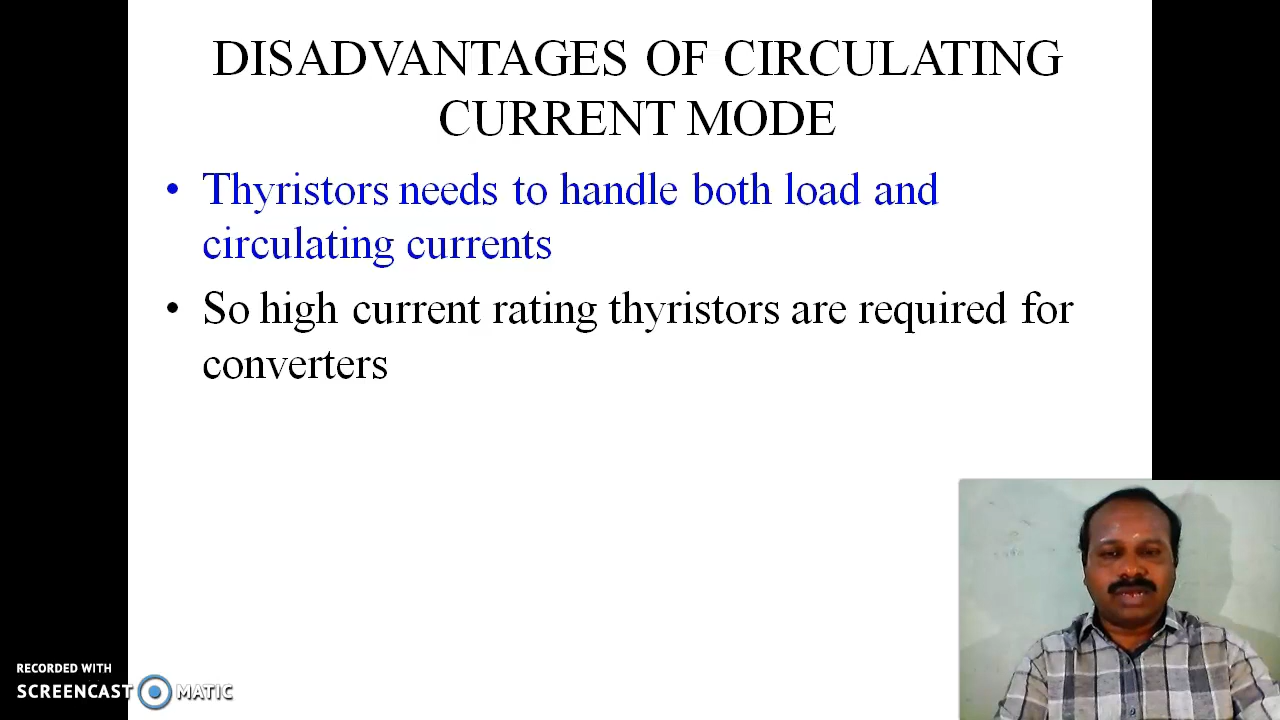 DISADVANTAGES OF CIRCULATING
CURRENT MODE
• Thyristors needs to handle both load and
circulating currents
• So high current rating thyristors are required for
converters
RECORDED WITH
SCREENCAST MATIC